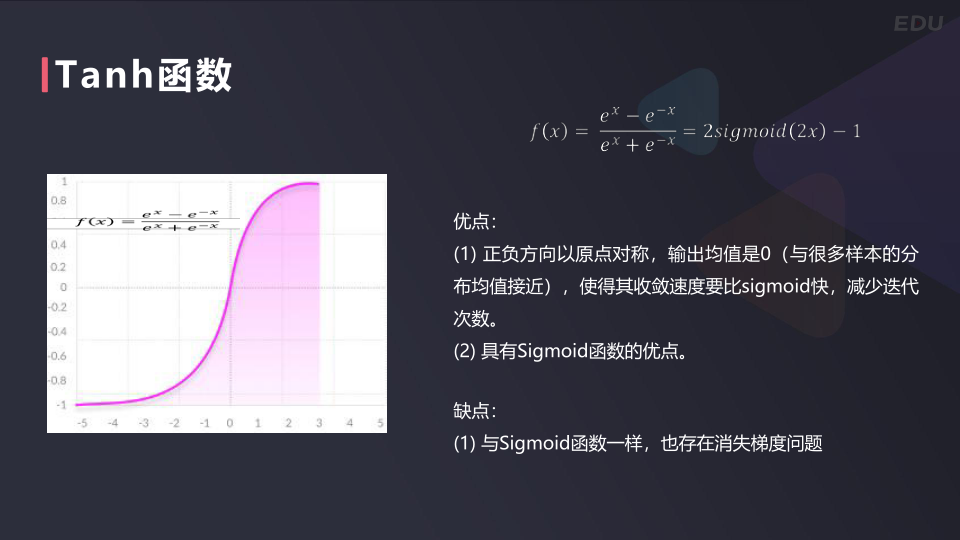 EDU
Tanh函数
f(x) = \frac{e^x − e^{−x}}{e^x + e^{−x}} = 2sigmoid(2x) − 1
1
0.8
f(x) = \frac{e^x − e^{−x}}{e^x + e^{−x}}
0.4
0.2
0
-0.2
-0.4
-0.6
-0.8
-1
-5 -4 -3 -2 -1 0 1 2 3 4 5
优点：
(1) 正负方向以原点对称，输出均值是0（与很多样本的分
布均值接近），使得其收敛速度要比sigmoid快，减少迭代
次数。
(2) 具有Sigmoid函数的优点。
缺点：
(1) 与Sigmoid函数一样，也存在消失梯度问题